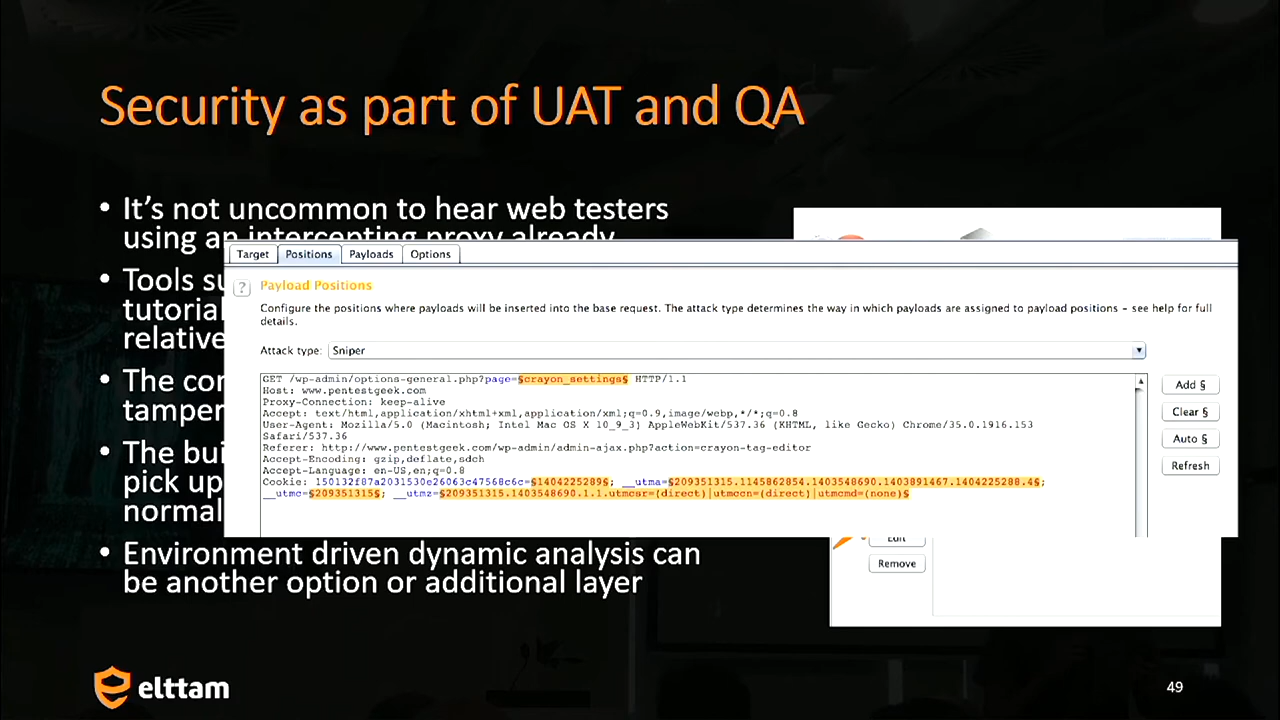 Security as part of UAT and QA
• It’s not uncommon to hear web testers
using an intercepting proxy already
• Tools
tutorial
relative
• The
tamper
• The
pick up
normal
• Environment driven dynamic analysis can
be another option or additional layer
Target Positions Payloads Options
? Payload Positions
Configure the positions where payloads will be inserted into the base request. The attack type determines the way in which payloads are assigned to payload positions – see help for full
details.
Attack type: Sniper
GET /wp-admin/options-general.php?page=§crayon_settings§ HTTP/1.1
Host: www.pentestgeek.com
Proxy-Connection: keep-alive
Accept: text/html,application/xhtml+xml,application/xml;q=0.9,image/webp,*/*;q=0.8
User-Agent: Mozilla/5.0 (Macintosh; Intel Mac OS X 10_9_3) AppleWebKit/537.36 (KHTML, like Gecko) Chrome/35.0.1916.153
Safari/537.36
Referer: http://www.pentestgeek.com/wp-admin/admin-ajax.php?action=crayon-tag-editor
Accept-Encoding: gzip,deflate,sdch
Accept-Language: en-US,en;q=0.8
Cookie: 150132f87a2031530e26063c47568c6c=§1404225289§; __utma=§209351315.1145862854.1403548690.1403891467.1404225288.4§;
__utmc=§209351315§; __utmz=§209351315.1403548690.1.1.utmcsr=(direct)|utmccn=(direct)|utmcmd=(none)§
Add §
Clear §
Auto §
Refresh
Edit
Remove
elttam
49